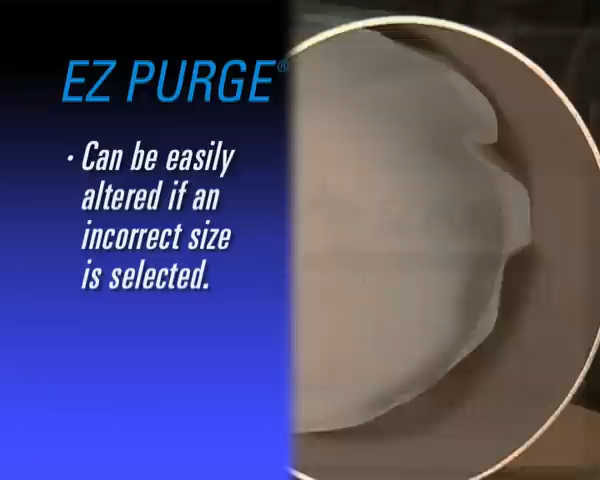 EZ PURGE®
· Can be easily
altered if an
incorrect size
is selected.